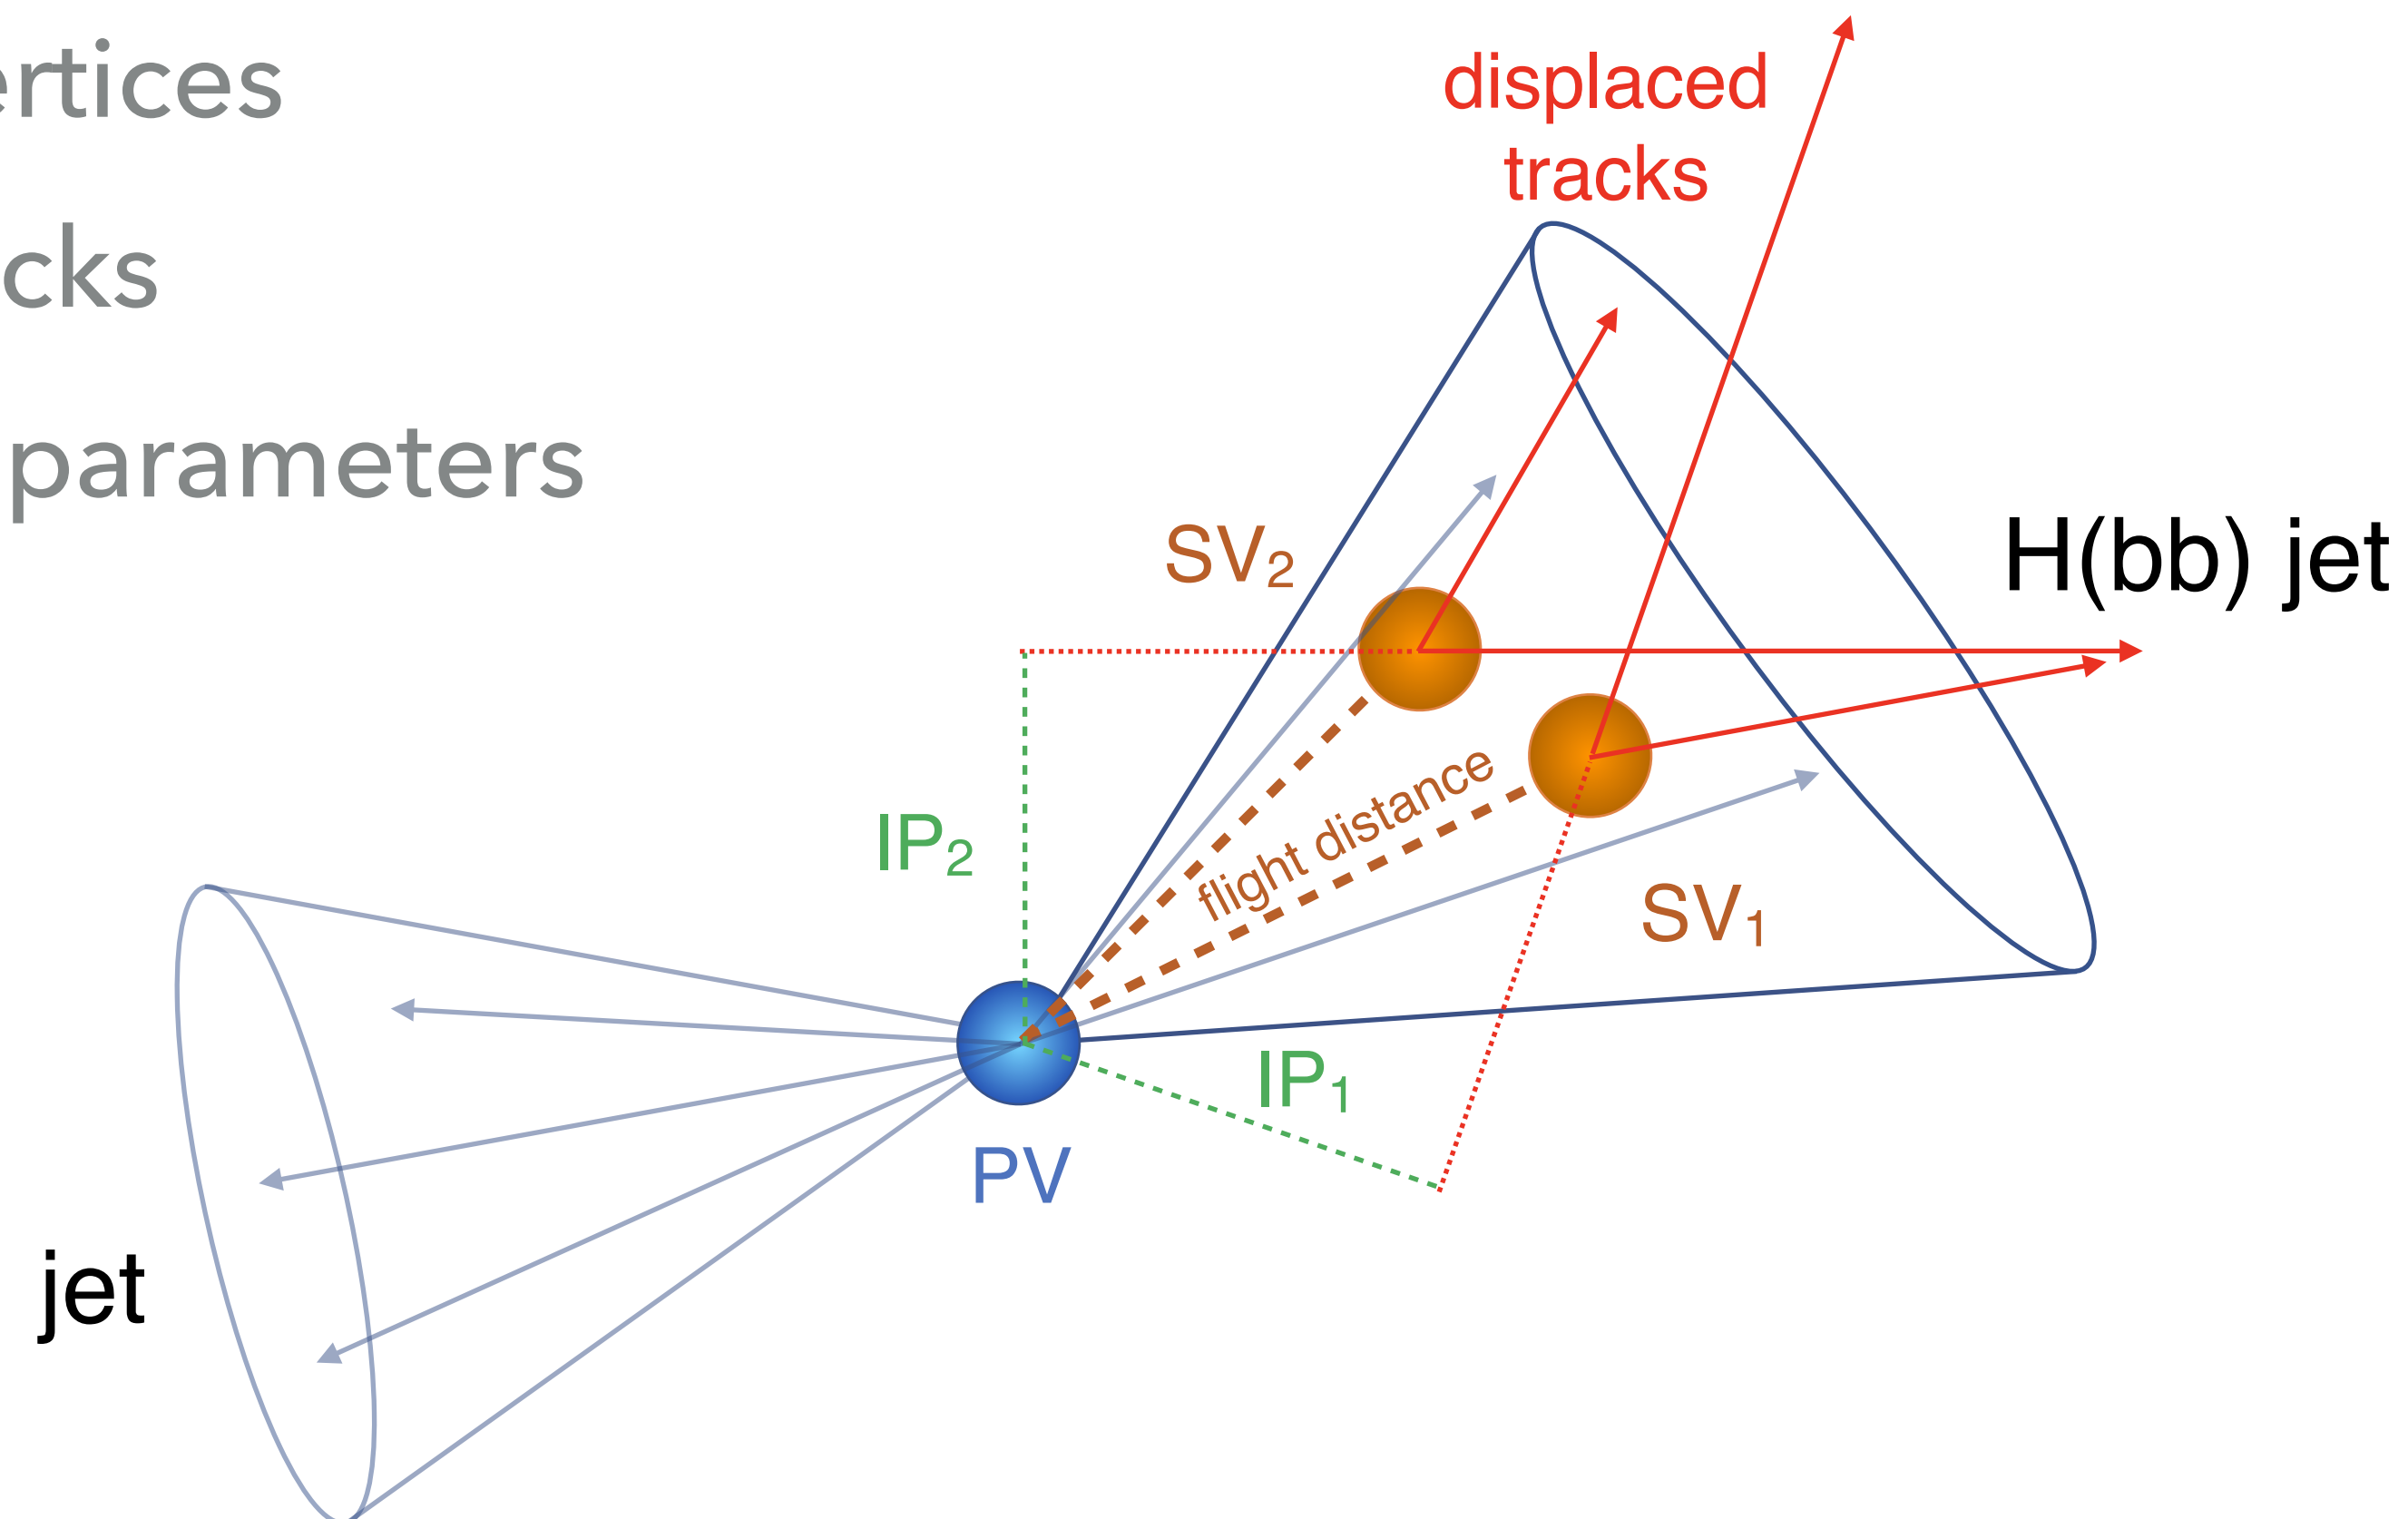 rtices
cks
parameters
displaced
tracks
SV₂
H(bb) jet
flight distance
IP₂
SV₁
IP₁
PV
jet